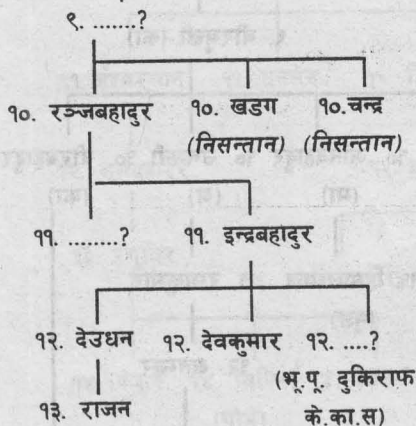 ९. ........?
१०. रञ्जबहादुर १०. खडग १०.चन्द्र
(निसन्तान) (निसन्तान)
११. .........? ११. इन्द्रबहादुर
१२. देउधन १२. देवकुमार १२. ....?
(भू.पू. दुकिराफ
१३. राजन के.का.स)